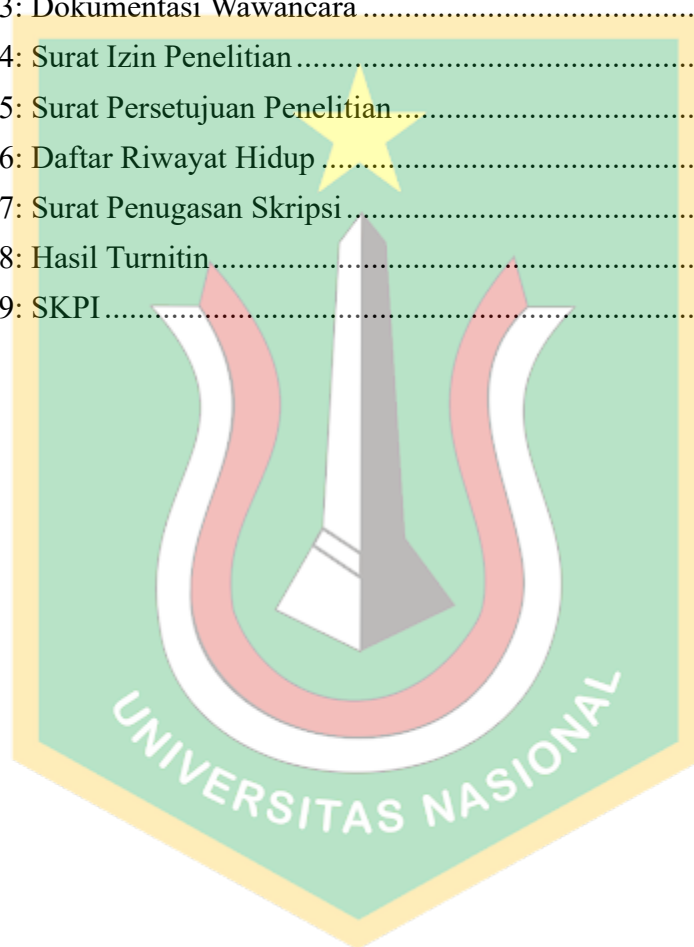 3: Dokumentasi Wawancara ..........................................
4: Surat Izin Penelitian ..................................................
5: Surat Persetujuan Penelitian ......................................
6: Daftar Riwayat Hidup ...............................................
7: Surat Penugasan Skripsi ............................................
8: Hasil Turnitin .............................................................
9: SKPI ..........................................................................
UNIVERSITAS NASIONAL